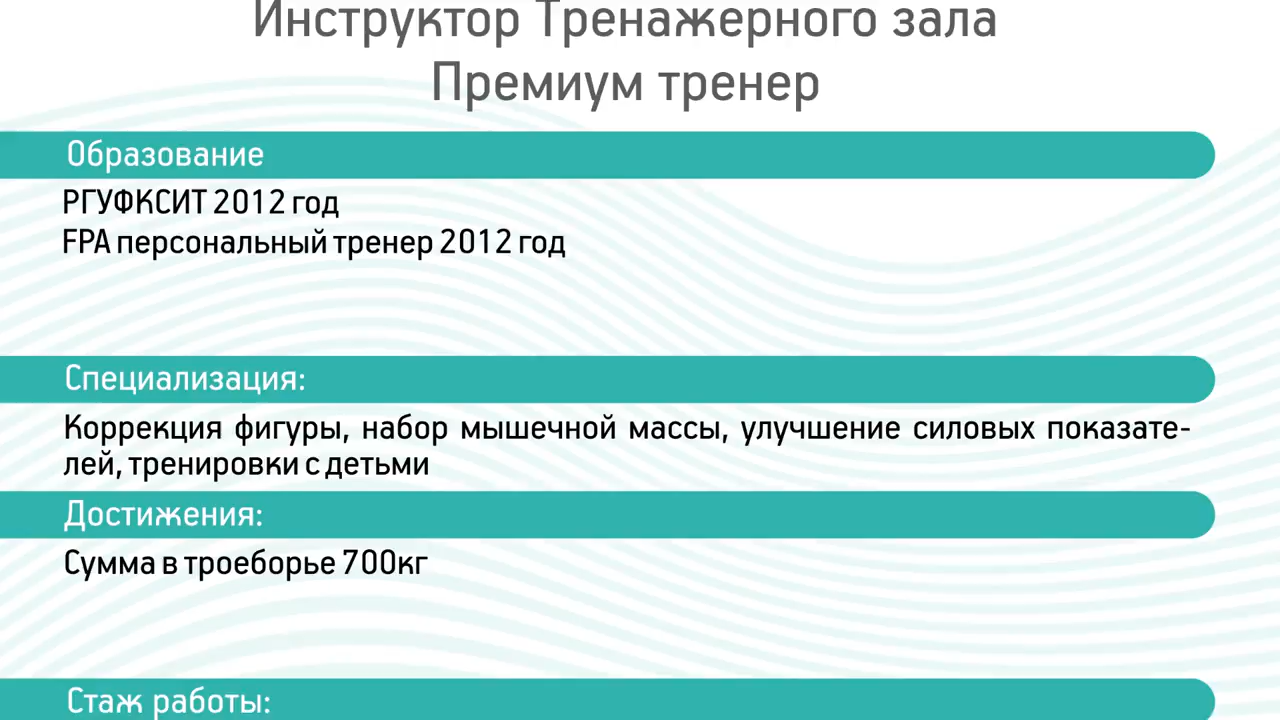 Инструктор Тренажерного зала
Премиум тренер
Образование
РГУФКСИТ 2012 год
FPA персональный тренер 2012 год
Специализация:
Коррекция фигуры, набор мышечной массы, улучшение силовых показате-
лей, тренировки с детьми
Достижения:
Сумма в троеборье 700кг
Стаж работы: